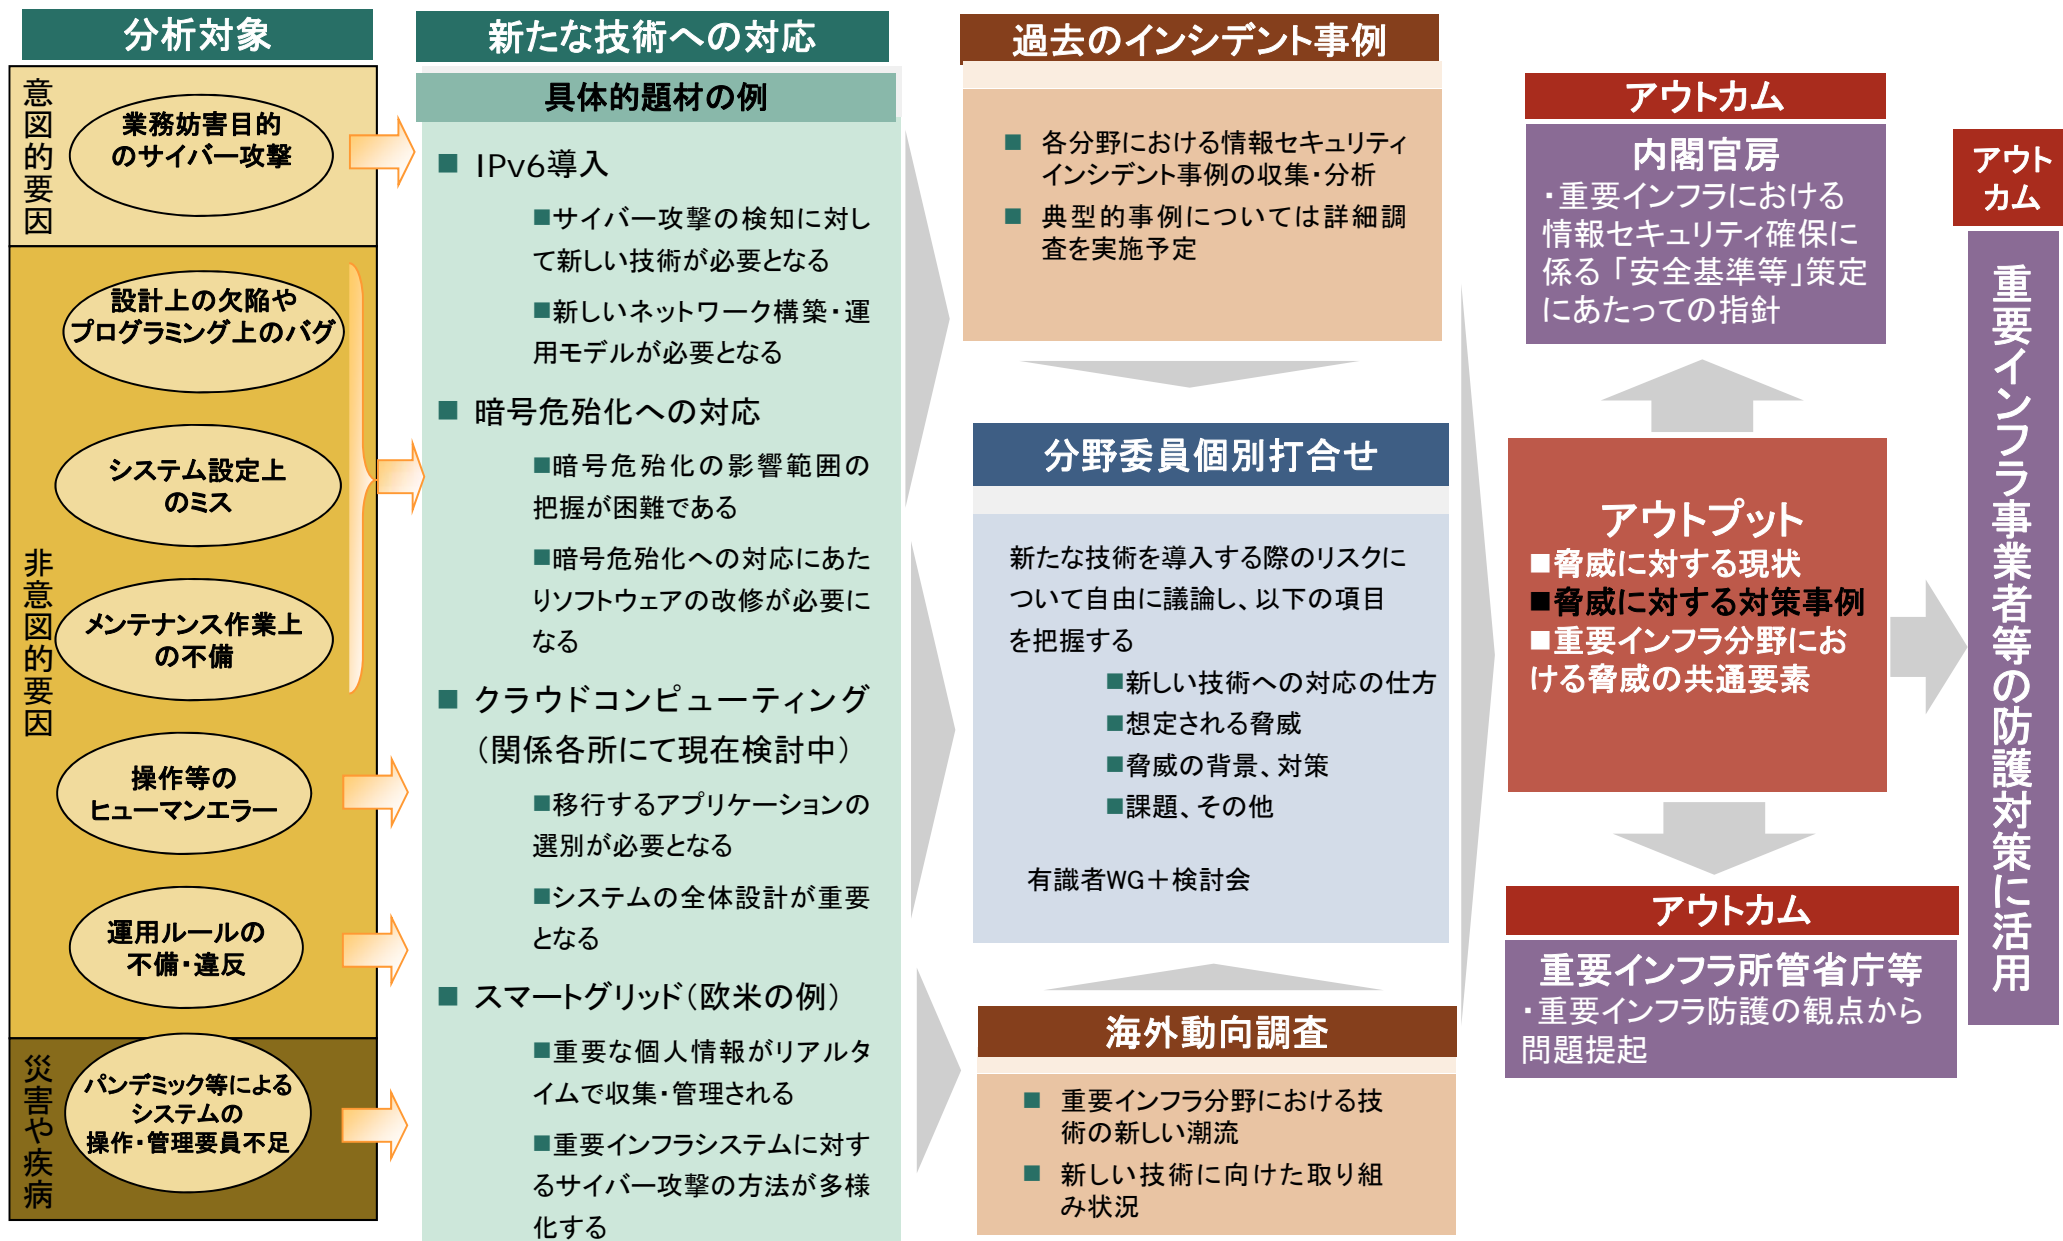 分析対象
意図的要因
業務妨害目的
のサイバー攻撃
非意図的要因
設計上の欠陥や
プログラミング上のバグ
システム設定上
のミス
メンテナンス作業上
の不備
操作等の
ヒューマンエラー
運用ルールの
不備・違反
災害や疾病
パンデミック等による
システムの
操作・管理要員不足
新たな技術への対応
具体的題材の例
■ IPv6導入
■サイバー攻撃の検知に対し
て新しい技術が必要となる
■新しいネットワーク構築・運
用モデルが必要となる
■ 暗号危殆化への対応
■暗号危殆化の影響範囲の
把握が困難である
■暗号危殆化への対応にあた
りソフトウェアの改修が必要に
なる
■ クラウドコンピューティング
（関係各所にて現在検討中）
■移行するアプリケーションの
選別が必要となる
■システムの全体設計が重要
となる
■ スマートグリッド（欧米の例）
■重要な個人情報がリアルタ
イムで収集・管理される
■重要インフラシステムに対す
るサイバー攻撃の方法が多様
化する
過去のインシデント事例
■ 各分野における情報セキュリティ
インシデント事例の収集・分析
■ 典型的事例については詳細調
査を実施予定
分野委員個別打合せ
新たな技術を導入する際のリスクに
ついて自由に議論し、以下の項目
を把握する
■新しい技術への対応の仕方
■想定される脅威
■脅威の背景、対策
■課題、その他
有識者WG＋検討会
海外動向調査
■ 重要インフラ分野における技
術の新しい潮流
■ 新しい技術に向けた取り組
み状況
アウトカム
内閣官房
・重要インフラにおける
情報セキュリティ確保に
係る「安全基準等」策定
にあたっての指針
アウトプット
■脅威に対する現状
■脅威に対する対策事例
■重要インフラ分野にお
ける脅威の共通要素
アウトカム
重要インフラ所管省庁等
・重要インフラ防護の観点から
問題提起
アウト
カム
重要インフラ事業者等の防護対策に活用